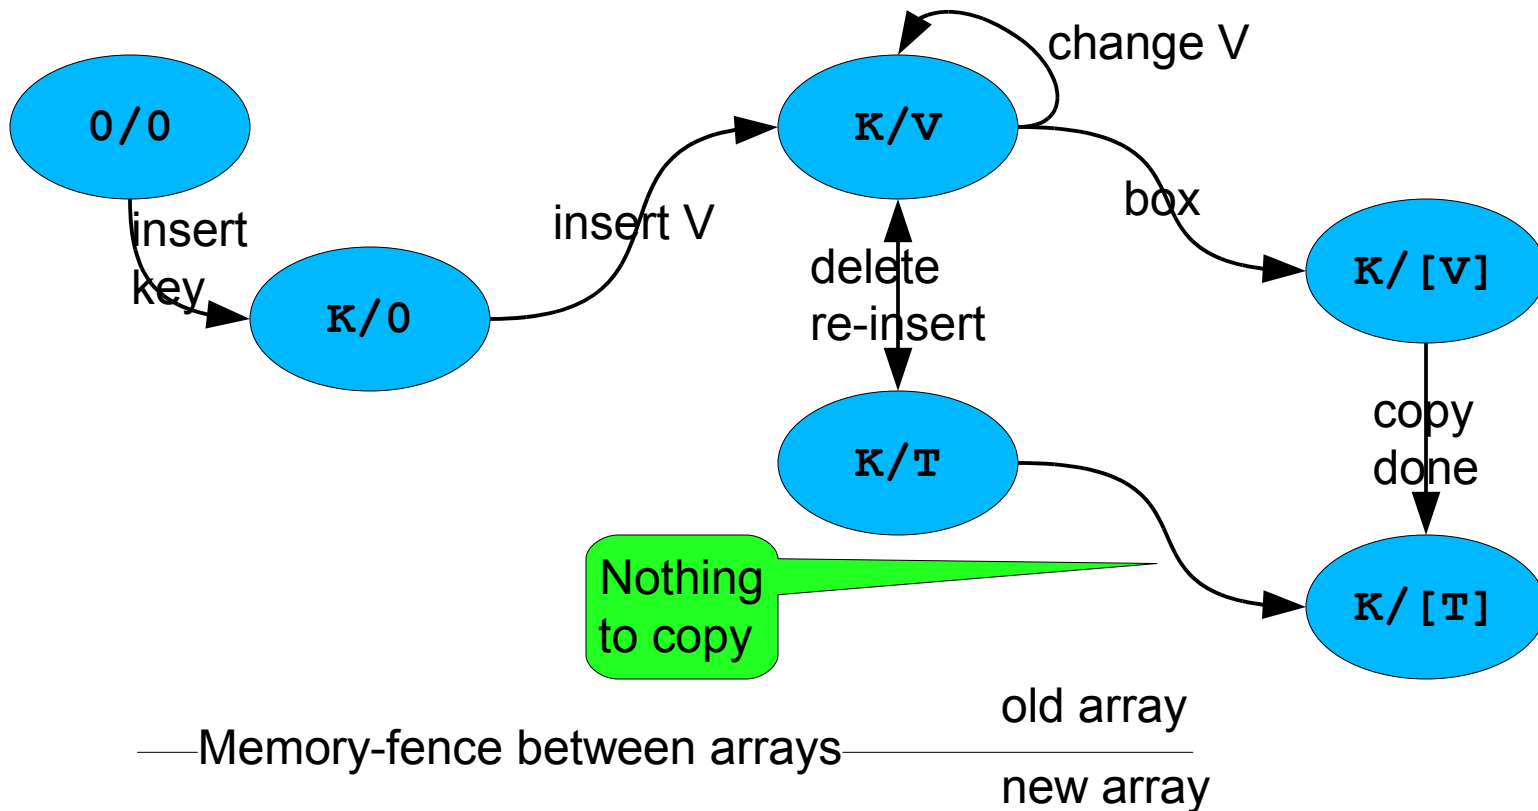 change V
0/0
K/V
box
insert
key
insert V
delete
re-insert
K/[V]
K/0
copy
done
K/T
Nothing
to copy
K/[T]
old array
Memory-fence between arrays
new array